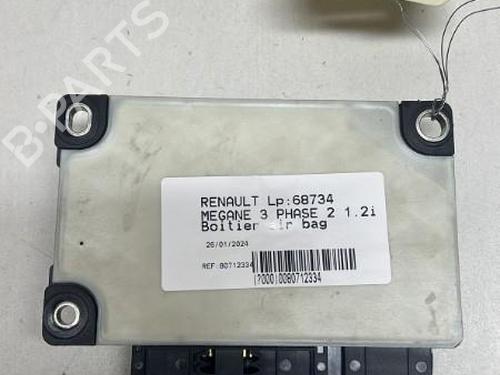 B-PARTS
RENAULT Lp:68734
MEGANE 3 PHASE 2 1.2i
Boitier air bag
26/01/2024
REF:80712334
?000|0080712334